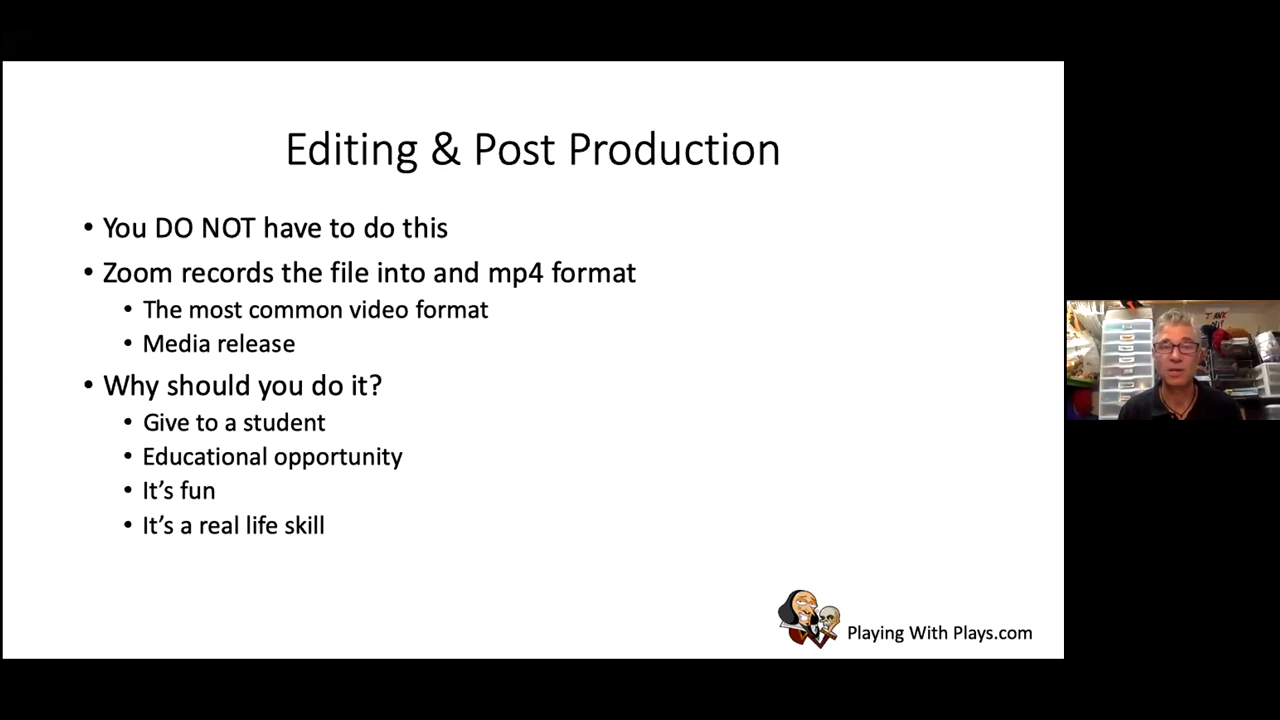 Editing & Post Production
• You DO NOT have to do this
• Zoom records the file into and mp4 format
• The most common video format
• Media release
• Why should you do it?
• Give to a student
• Educational opportunity
• It's fun
• It's a real life skill
Playing With Plays.com